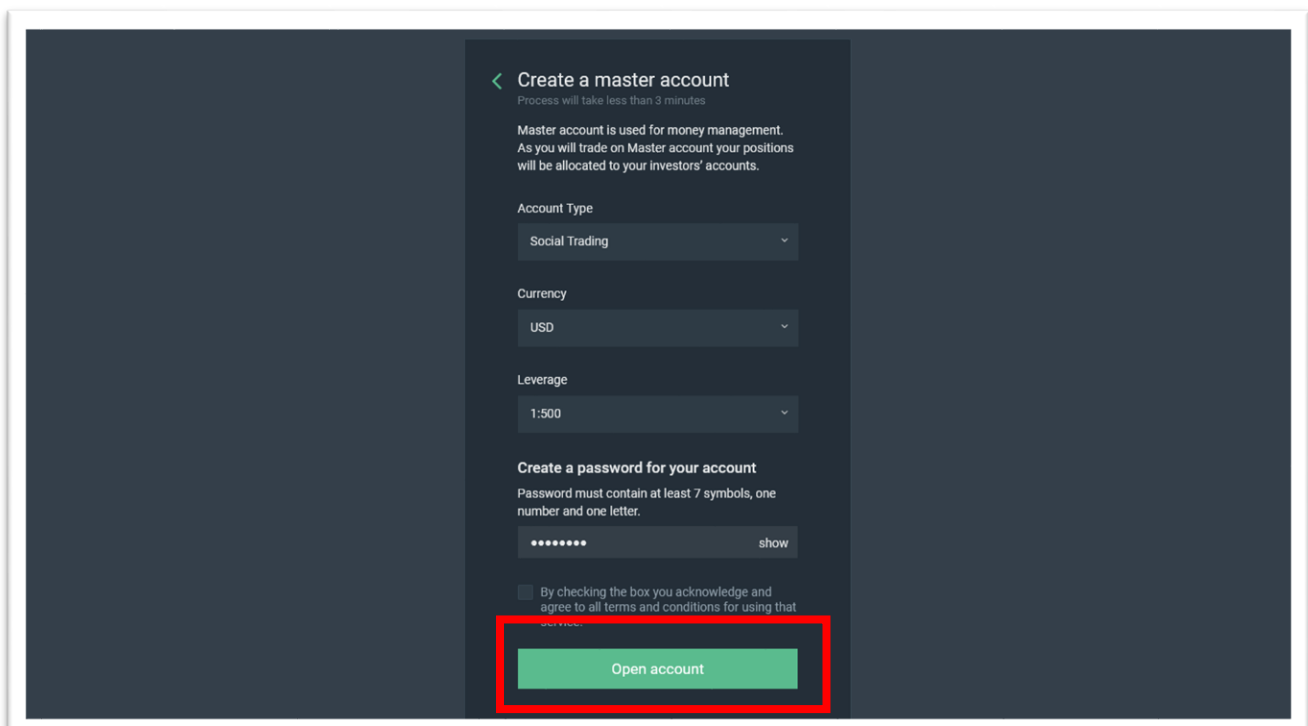 Create a master account
Process will take less than 3 minutes
Master account is used for money management.
As you will trade on Master account your positions
will be allocated to your investors' accounts.
Account Type
Social Trading
Currency
USD
Leverage
1:500
Create a password for your account
Password must contain at least 7 symbols, one
number and one letter.
••••••••
show
By checking the box you acknowledge and
agree to all terms and conditions for using that
service.
Open account